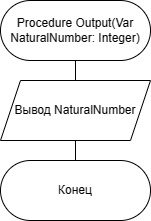 Procedure Output(Var
NaturalNumber: Integer)
Вывод NaturalNumber
Конец